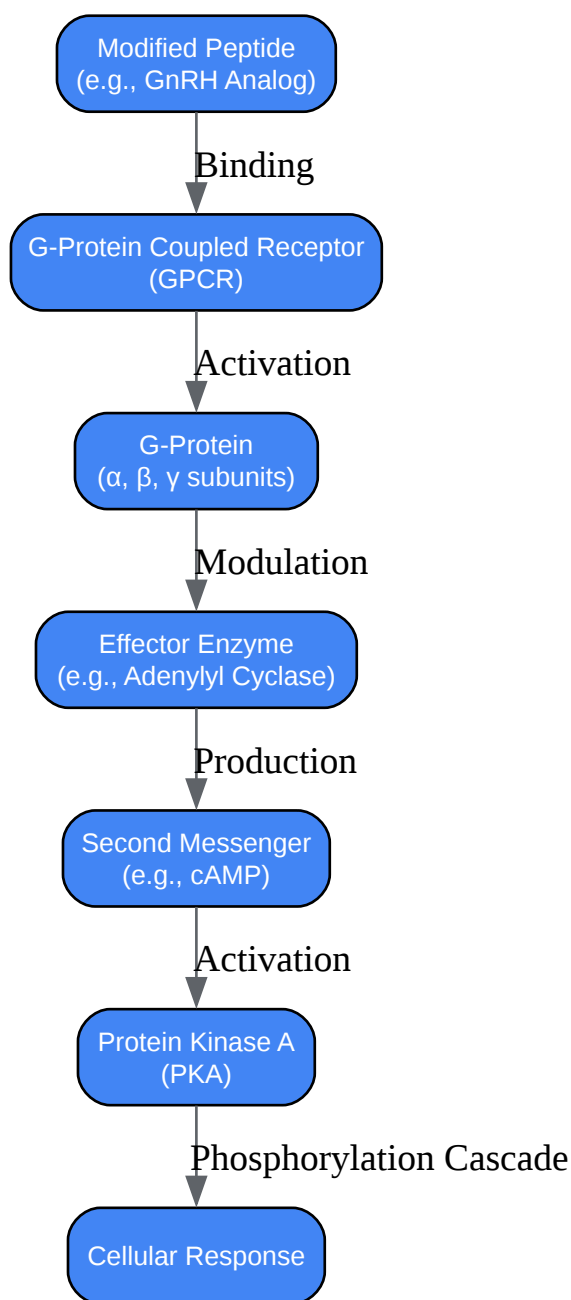 Modified Peptide
(e.g., GnRH Analog)
Binding
G-Protein Coupled Receptor
(GPCR)
Activation
G-Protein
(α, β, γ subunits)
Modulation
Effector Enzyme
(e.g., Adenylyl Cyclase)
Production
Second Messenger
(e.g., cAMP)
Activation
Protein Kinase A
(PKA)
Phosphorylation Cascade
Cellular Response